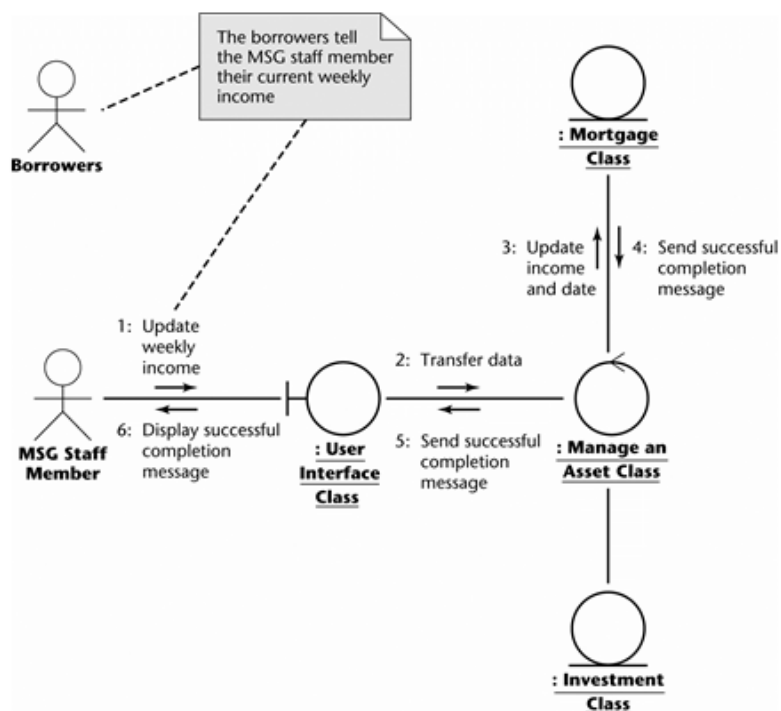 The borrowers tell
the MSG staff member
their current weekly
income
Borrowers
: Mortgage
Class
3: Update
income
and date
4: Send successful
completion
message
1: Update
weekly
income
2: Transfer data
MSG Staff
Member
6: Display successful
completion
message
: User
Interface
Class
5: Send successful
completion
message
: Manage an
Asset Class
: Investment
Class